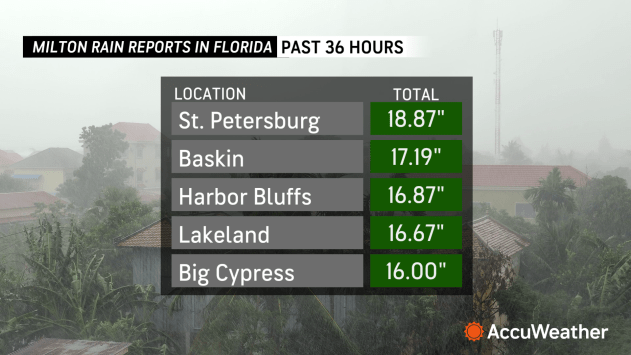 MILTON RAIN REPORTS IN FLORIDA PAST 36 HOURS
LOCATION TOTAL
St. Petersburg 18.87"
Baskin 17.19"
Harbor Bluffs 16.87"
Lakeland 16.67"
Big Cypress 16.00"
AccuWeather